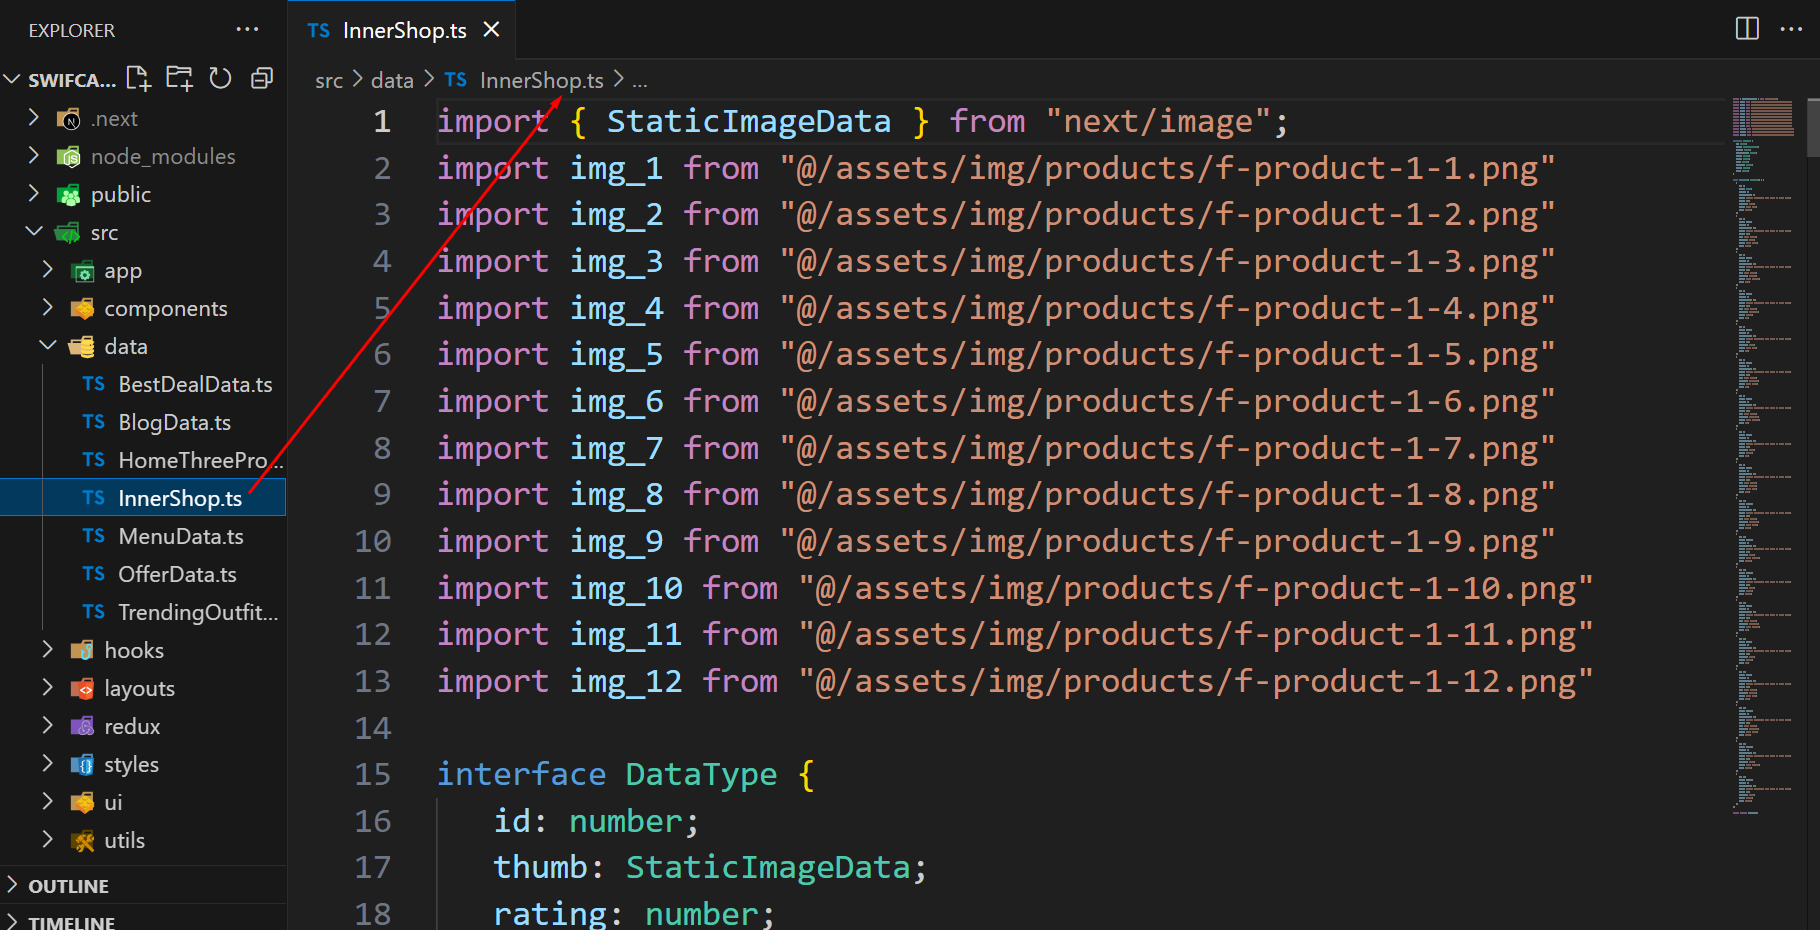 EXPLORER
SWIFCA...
.next
node_modules
public
src
app
components
data
TS BestDealData.ts
TS BlogData.ts
TS HomeThreePro...
TS InnerShop.ts
TS MenuData.ts
TS OfferData.ts
TS TrendingOutfit...
hooks
layouts
redux
styles
ui
utils
OUTLINE
TIMELINE
TS InnerShop.ts
src > data > TS InnerShop.ts > ...
1 import { StaticImageData } from "next/image";
2 import img_1 from "@/assets/img/products/f-product-1-1.png"
3 import img_2 from "@/assets/img/products/f-product-1-2.png"
4 import img_3 from "@/assets/img/products/f-product-1-3.png"
5 import img_4 from "@/assets/img/products/f-product-1-4.png"
6 import img_5 from "@/assets/img/products/f-product-1-5.png"
7 import img_6 from "@/assets/img/products/f-product-1-6.png"
8 import img_7 from "@/assets/img/products/f-product-1-7.png"
9 import img_8 from "@/assets/img/products/f-product-1-8.png"
10 import img_9 from "@/assets/img/products/f-product-1-9.png"
11 import img_10 from "@/assets/img/products/f-product-1-10.png"
12 import img_11 from "@/assets/img/products/f-product-1-11.png"
13 import img_12 from "@/assets/img/products/f-product-1-12.png"
14
15 interface DataType {
16 id: number;
17 thumb: StaticImageData;
18 rating: number;